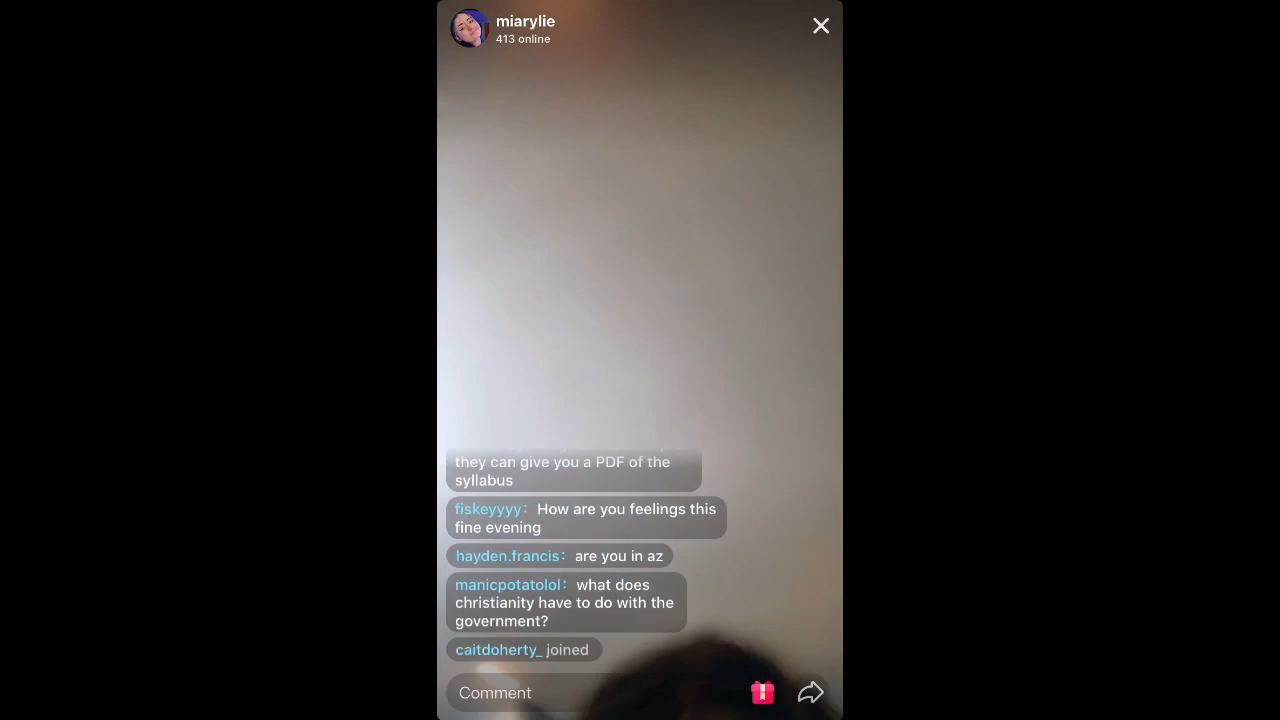 miarylie
413 online
they can give you a PDF of the
syllabus
fiskeyyyy: How are you feelings this
fine evening
hayden.francis: are you in az
manicpotatolol: what does
christianity have to do with the
government?
caitdoherty_ joined
Comment